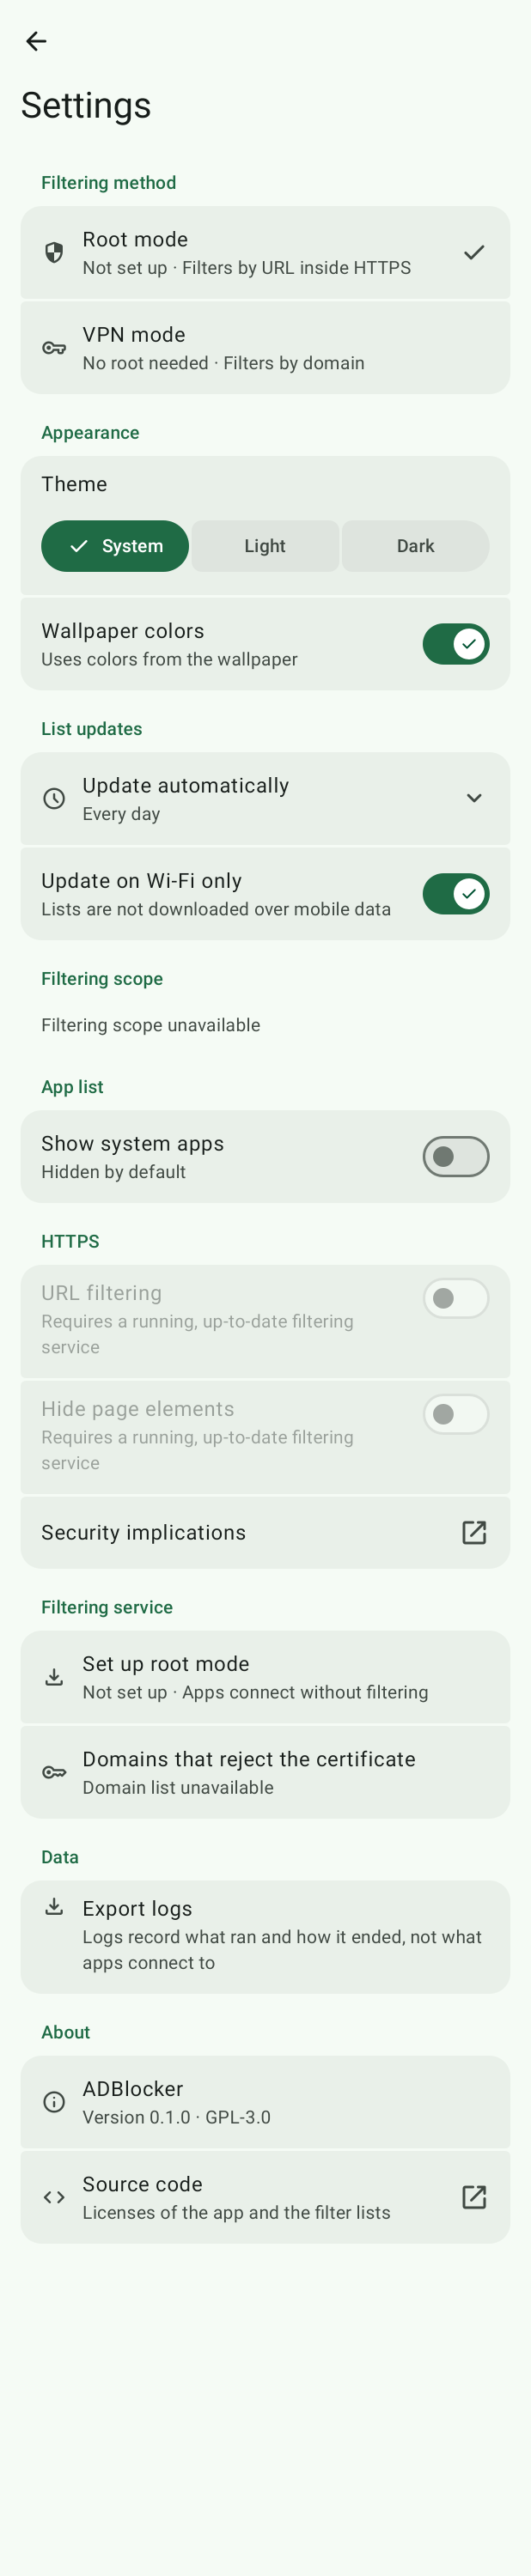 Settings
Filtering method
Root mode
Not set up · Filters by URL inside HTTPS
VPN mode
No root needed · Filters by domain
Appearance
Theme
System
Light
Dark
Wallpaper colors
Uses colors from the wallpaper
List updates
Update automatically
Every day
Update on Wi-Fi only
Lists are not downloaded over mobile data
Filtering scope
Filtering scope unavailable
App list
Show system apps
Hidden by default
HTTPS
URL filtering
Requires a running, up-to-date filtering
service
Hide page elements
Requires a running, up-to-date filtering
service
Security implications
Filtering service
Set up root mode
Not set up · Apps connect without filtering
Domains that reject the certificate
Domain list unavailable
Data
Export logs
Logs record what ran and how it ended, not what
apps connect to
About
ADBlocker
Version 0.1.0 · GPL-3.0
Source code
Licenses of the app and the filter lists